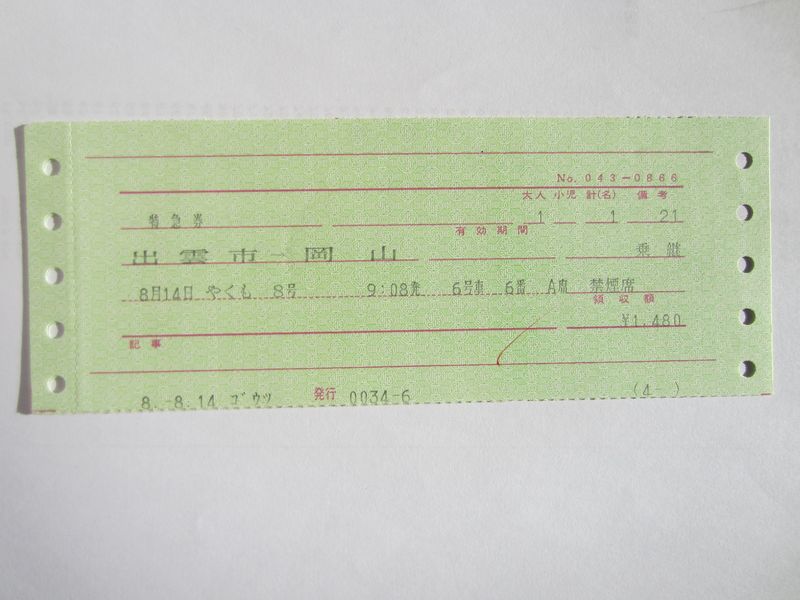 No. 043-0866
大人 小児 計(名) 備考
特急券 有効期間 1 1 21
出雲市→岡山 乗継
8月14日 やくも 8号 9:08発 6号車 6番 A席 禁煙席
領収額
¥1,480
記事
8.-8.14 ゴウツ 発行 0034-6 (4- )